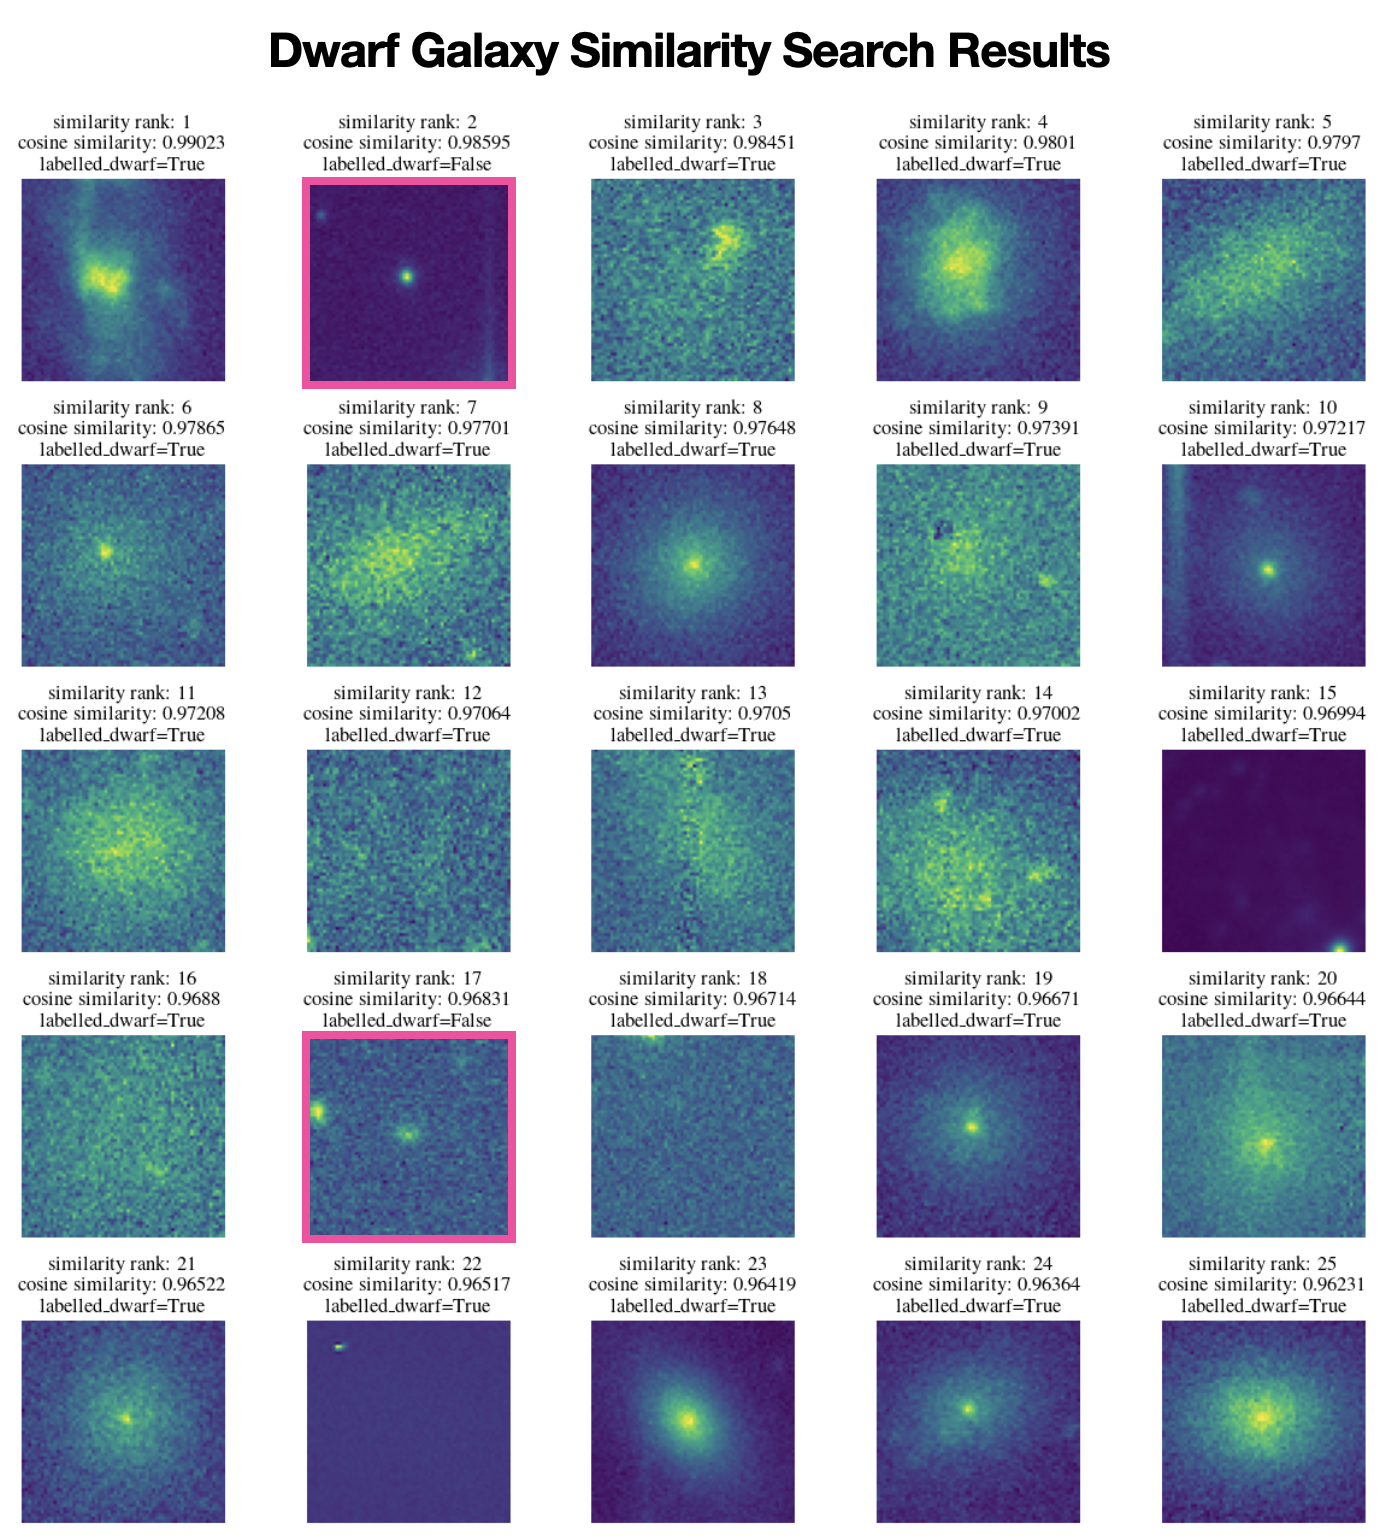 Dwarf Galaxy Similarity Search Results
similarity rank: 1
cosine similarity: 0.99023
labelled_dwarf=True
similarity rank: 2
cosine similarity: 0.98595
labelled_dwarf=False
similarity rank: 3
cosine similarity: 0.98451
labelled_dwarf=True
similarity rank: 4
cosine similarity: 0.9801
labelled_dwarf=True
similarity rank: 5
cosine similarity: 0.9797
labelled_dwarf=True
similarity rank: 6
cosine similarity: 0.97865
labelled_dwarf=True
similarity rank: 7
cosine similarity: 0.97701
labelled_dwarf=True
similarity rank: 8
cosine similarity: 0.97648
labelled_dwarf=True
similarity rank: 9
cosine similarity: 0.97391
labelled_dwarf=True
similarity rank: 10
cosine similarity: 0.97217
labelled_dwarf=True
similarity rank: 11
cosine similarity: 0.97208
labelled_dwarf=True
similarity rank: 12
cosine similarity: 0.97064
labelled_dwarf=True
similarity rank: 13
cosine similarity: 0.9705
labelled_dwarf=True
similarity rank: 14
cosine similarity: 0.97002
labelled_dwarf=True
similarity rank: 15
cosine similarity: 0.96994
labelled_dwarf=True
similarity rank: 16
cosine similarity: 0.9688
labelled_dwarf=True
similarity rank: 17
cosine similarity: 0.96831
labelled_dwarf=False
similarity rank: 18
cosine similarity: 0.96714
labelled_dwarf=True
similarity rank: 19
cosine similarity: 0.96671
labelled_dwarf=True
similarity rank: 20
cosine similarity: 0.96644
labelled_dwarf=True
similarity rank: 21
cosine similarity: 0.96522
labelled_dwarf=True
similarity rank: 22
cosine similarity: 0.96517
labelled_dwarf=True
similarity rank: 23
cosine similarity: 0.96419
labelled_dwarf=True
similarity rank: 24
cosine similarity: 0.96364
labelled_dwarf=True
similarity rank: 25
cosine similarity: 0.96231
labelled_dwarf=True